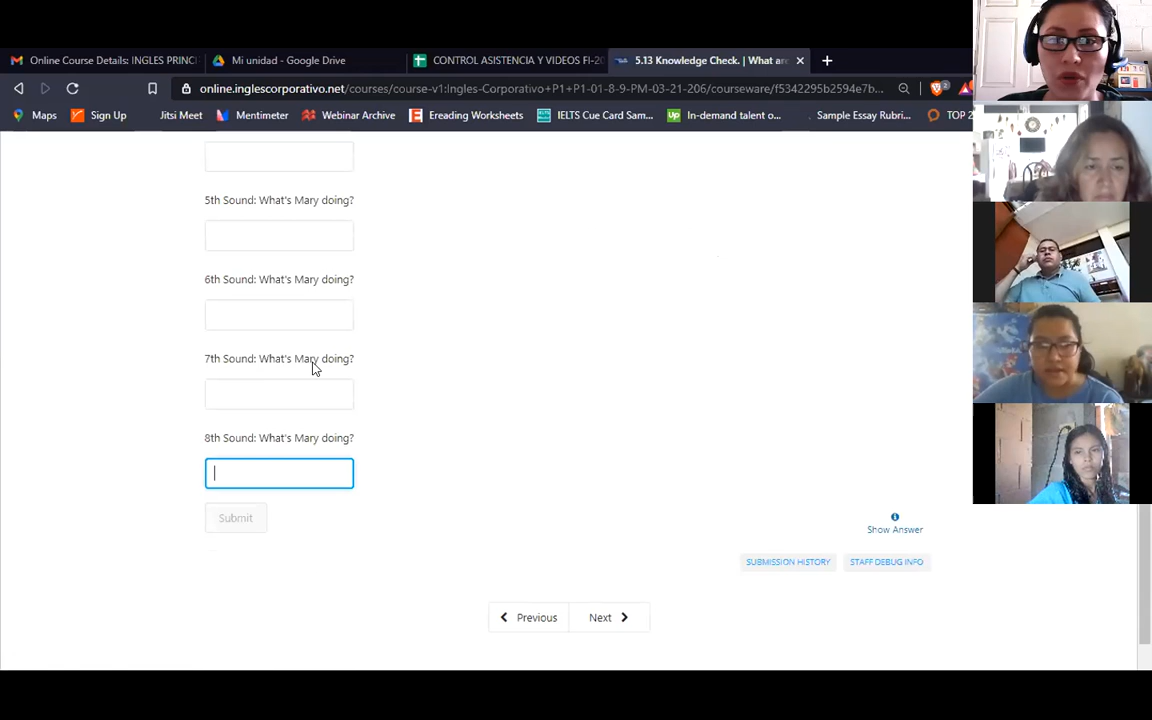 Online Course Details: INGLES PRINCI
Mi unidad - Google Drive
CONTROL ASISTENCIA Y VIDEOS FI-20
5.13 Knowledge Check. | What are
online.inglescorporativo.net/courses/course-v1:Ingles-Corporativo+P1+P1-01-8-9-PM-03-21-206/courseware/f5342295b2594e7b...
2
Maps
Sign Up
Jitsi Meet
Mentimeter
Webinar Archive
Ereading Worksheets
IELTS Cue Card Sam...
In-demand talent o...
Sample Essay Rubri...
TOP 2
5th Sound: What's Mary doing?
6th Sound: What's Mary doing?
7th Sound: What's Mary doing?
8th Sound: What's Mary doing?
Submit
Show Answer
SUBMISSION HISTORY
STAFF DEBUG INFO
Previous
Next